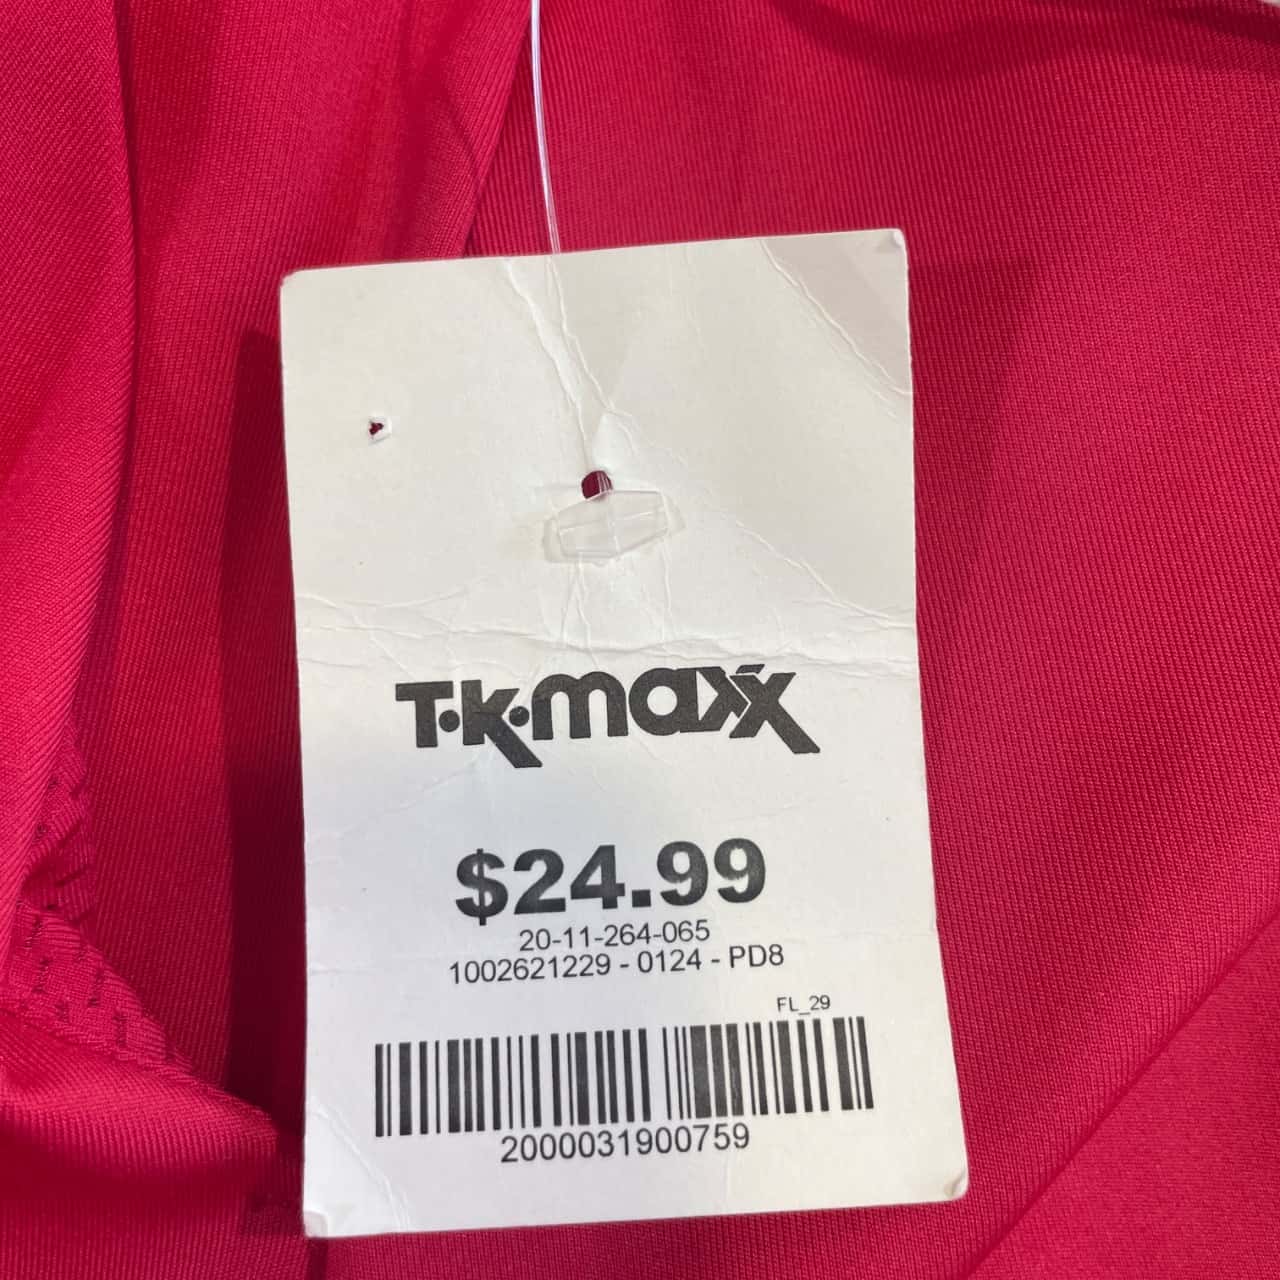 T·K·maxx
$24.99
20-11-264-065
1002621229 - 0124 - PD8
FL_29
2000031900759